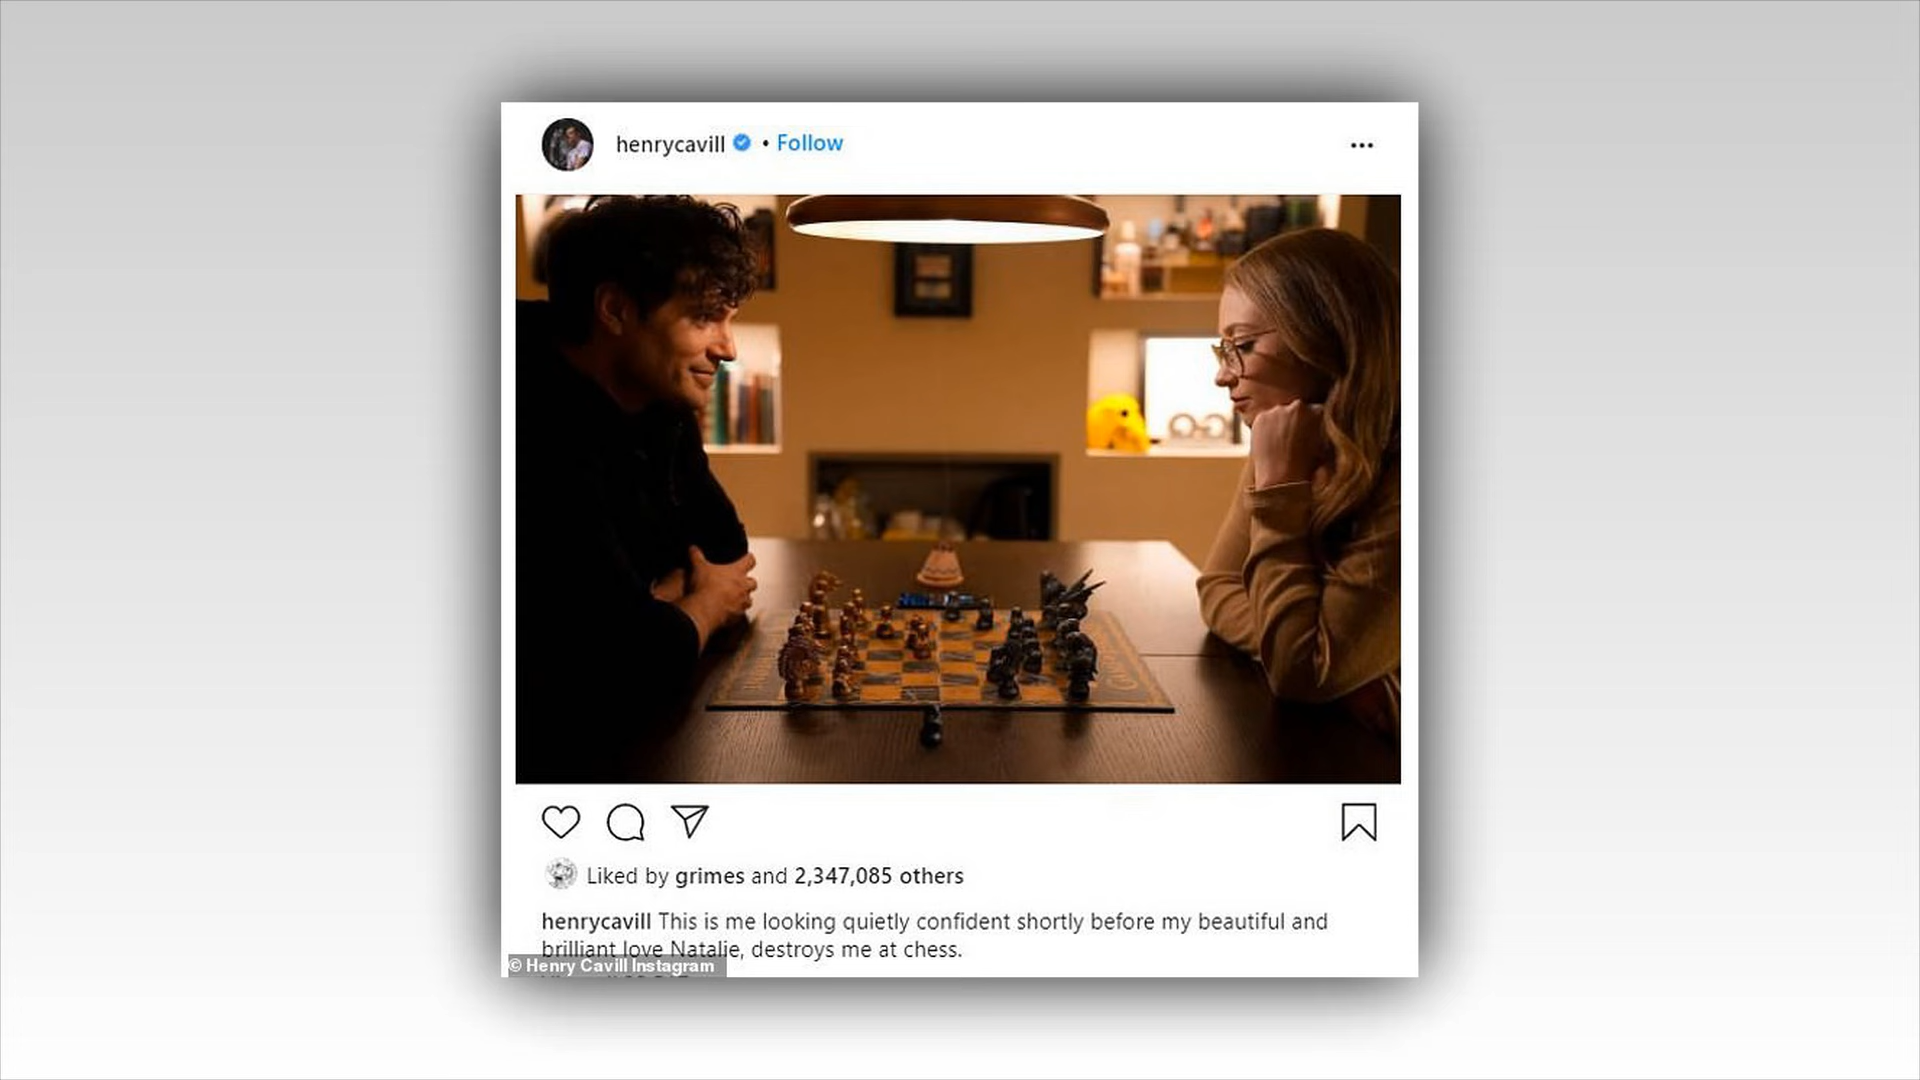 henrycavill • Follow
Liked by grimes and 2,347,085 others
henrycavill This is me looking quietly confident shortly before my beautiful and
brilliant love Natalie, destroys me at chess.
© Henry Cavill Instagram